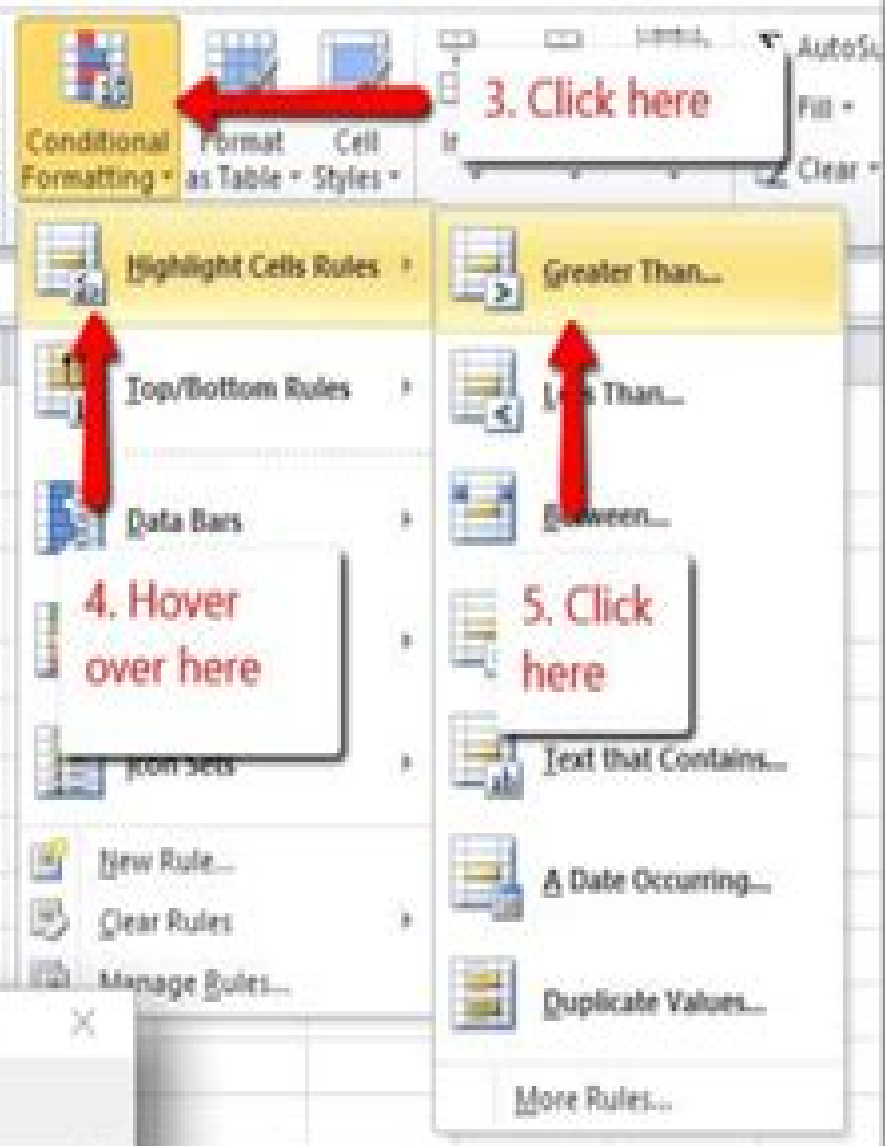 Conditional
Formatting
Format
as Table
Cell
Styles
3. Click here
Fill
Clear
Highlight Cells Rules
Top/Bottom Rules
Data Bars
4. Hover
over here
Icon Sets
New Rule...
Clear Rules
Manage Rules...
Greater Than...
Less Than...
Between...
5. Click
here
Text that Contains...
A Date Occurring...
Duplicate Values...
More Rules...